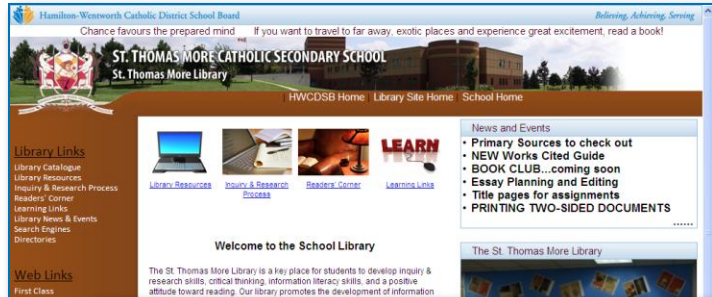 Hamilton-Wentworth Catholic District School Board
Believing, Achieving, Serving
Chance favours the prepared mind If you want to travel to far away, exotic places and experience great excitement, read a book!
ST. THOMAS MORE CATHOLIC SECONDARY SCHOOL
St. Thomas More Library
| HWCDSB Home | Library Site Home | School Home
Library Links
Library Catalogue
Library Resources
Inquiry & Research Process
Readers' Corner
Learning Links
Library News & Events
Search Engines
Directories
Web Links
First Class
LEARN
Library Resources
Inquiry & Research
Process
Readers' Corner
Learning Links
Welcome to the School Library
The St. Thomas More Library is a key place for students to develop inquiry &
research skills, critical thinking, information literacy skills, and a positive
attitude toward reading. Our library promotes the development of information
News and Events
• Primary Sources to check out
• NEW Works Cited Guide
• BOOK CLUB...coming soon
• Essay Planning and Editing
• Title pages for assignments
• PRINTING TWO-SIDED DOCUMENTS
......
The St. Thomas More Library